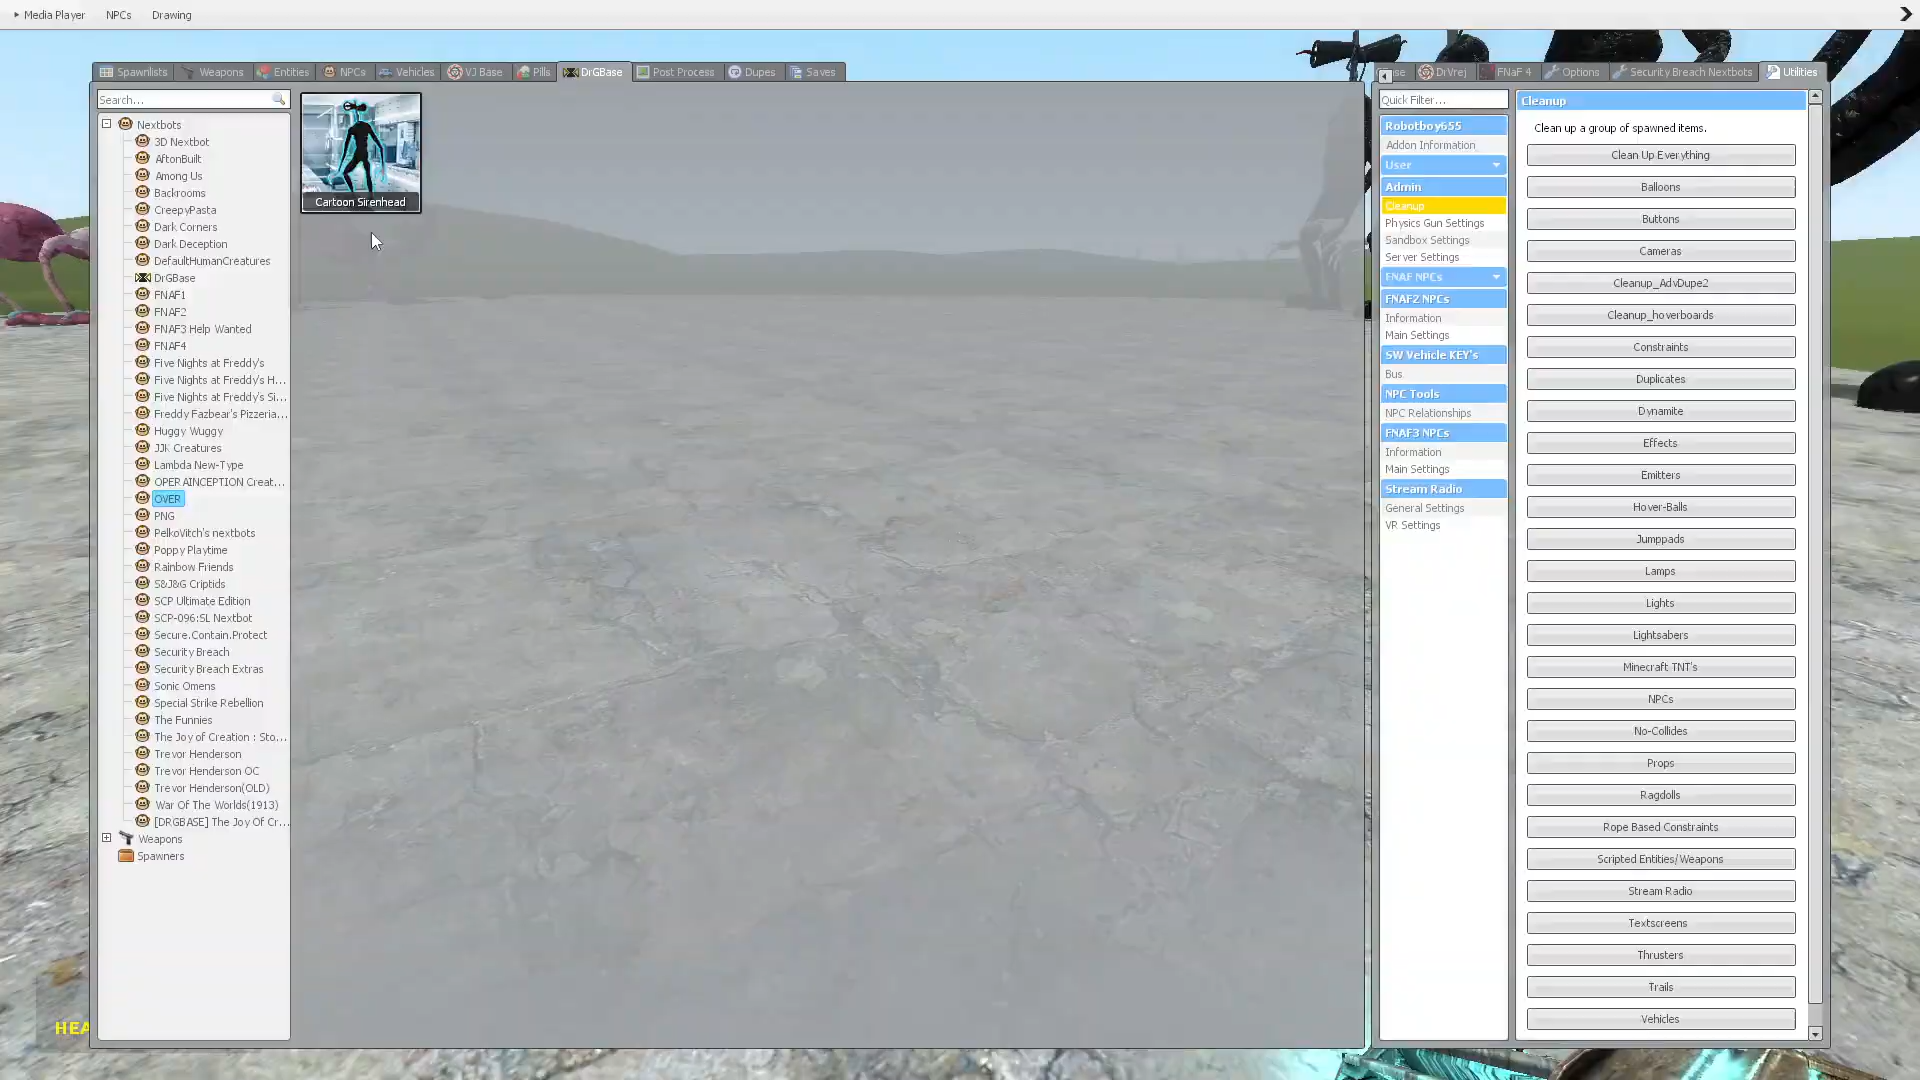 Media Player NPCs Drawing
Spawnlists Weapons Entities NPCs Vehicles VJ Base Pills DrGBase Post Process Dupes Saves
Search...
Nextbots
3D Nextbot
AftonBuilt
Among Us
Backrooms
CreepyPasta
Dark Corners
Dark Deception
DefaultHumanCreatures
DrGBase
FNAF1
FNAF2
FNAF3 Help Wanted
FNAF4
Five Nights at Freddy's
Five Nights at Freddy's H...
Five Nights at Freddy's Si...
Freddy Fazbear's Pizzeria...
Huggy Wuggy
JJK Creatures
Lambda New-Type
OPERAINCEPTION Creat...
OVER
PNG
PelkoVitch's nextbots
Poppy Playtime
Rainbow Friends
S&J&G Criptids
SCP Ultimate Edition
SCP-096:SL Nextbot
Secure.Contain.Protect
Security Breach
Security Breach Extras
Sonic Omens
Special Strike Rebellion
The Funnies
The Joy of Creation : Sto...
Trevor Henderson
Trevor Henderson OC
Trevor Henderson(OLD)
War Of The Worlds(1913)
[DRGBASE] The Joy Of Cr...
Weapons
Spawners
Cartoon Sirenhead
HEA
DrVrej FNaF 4 Options Security Breach Nextbots Utilities
Quick Filter...
Robotboy655
Addon Information
User
Admin
Cleanup
Physics Gun Settings
Sandbox Settings
Server Settings
FNAF NPCs
FNAF2 NPCs
Information
Main Settings
SW Vehicle KEY's
Bus
NPC Tools
NPC Relationships
FNAF3 NPCs
Information
Main Settings
Stream Radio
General Settings
VR Settings
Cleanup
Clean up a group of spawned items.
Clean Up Everything
Balloons
Buttons
Cameras
Cleanup_AdvDupe2
Cleanup_hoverboards
Constraints
Duplicates
Dynamite
Effects
Emitters
Hover-Balls
Jumppads
Lamps
Lights
Lightsabers
Minecraft TNT's
NPCs
No-Collides
Props
Ragdolls
Rope Based Constraints
Scripted Entities/Weapons
Stream Radio
Textscreens
Thrusters
Trails
Vehicles